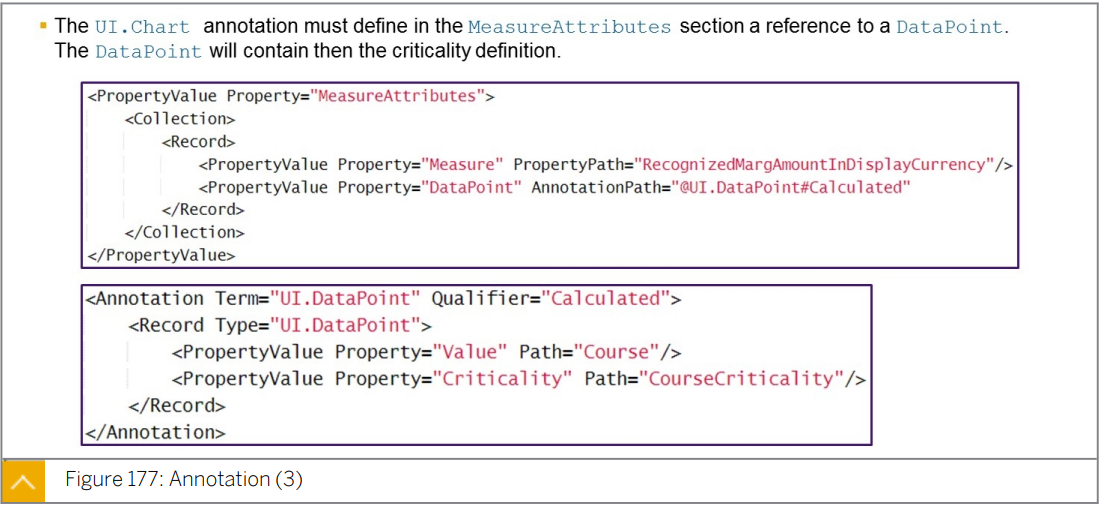 ▪ The UI.Chart annotation must define in the MeasureAttributes section a reference to a DataPoint.
The DataPoint will contain then the criticality definition.
<PropertyValue Property="MeasureAttributes">
<Collection>
<Record>
<PropertyValue Property="Measure" PropertyPath="RecognizedMargAmountInDisplayCurrency"/>
<PropertyValue Property="DataPoint" AnnotationPath="@UI.DataPoint#Calculated"
</Record>
</Collection>
</PropertyValue>
<Annotation Term="UI.DataPoint" Qualifier="Calculated">
<Record Type="UI.DataPoint">
<PropertyValue Property="Value" Path="Course"/>
<PropertyValue Property="Criticality" Path="CourseCriticality"/>
</Record>
</Annotation>
Figure 177: Annotation (3)